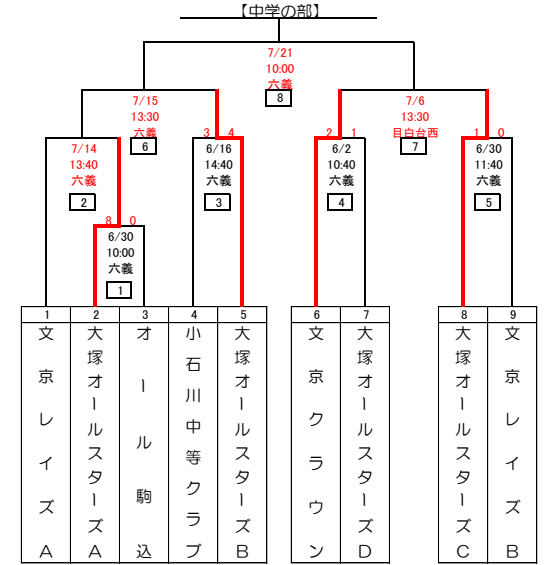 【中学の部】
7/21
10:00
六義
8
7/15
13:30
六義
6
7/6
13:30
目白台西
7
3 4
2 1
1 0
7/14
13:40
六義
2
6/16
14:40
六義
3
6/2
10:40
六義
4
6/30
11:40
六義
5
8 0
6/30
10:00
六義
1
1 2 3 4 5 6 7 8 9
文京レイズA
大塚オールスターズA
オール駒込
小石川中等クラブ
大塚オールスターズB
文京クラウン
大塚オールスターズD
大塚オールスターズC
文京レイズB